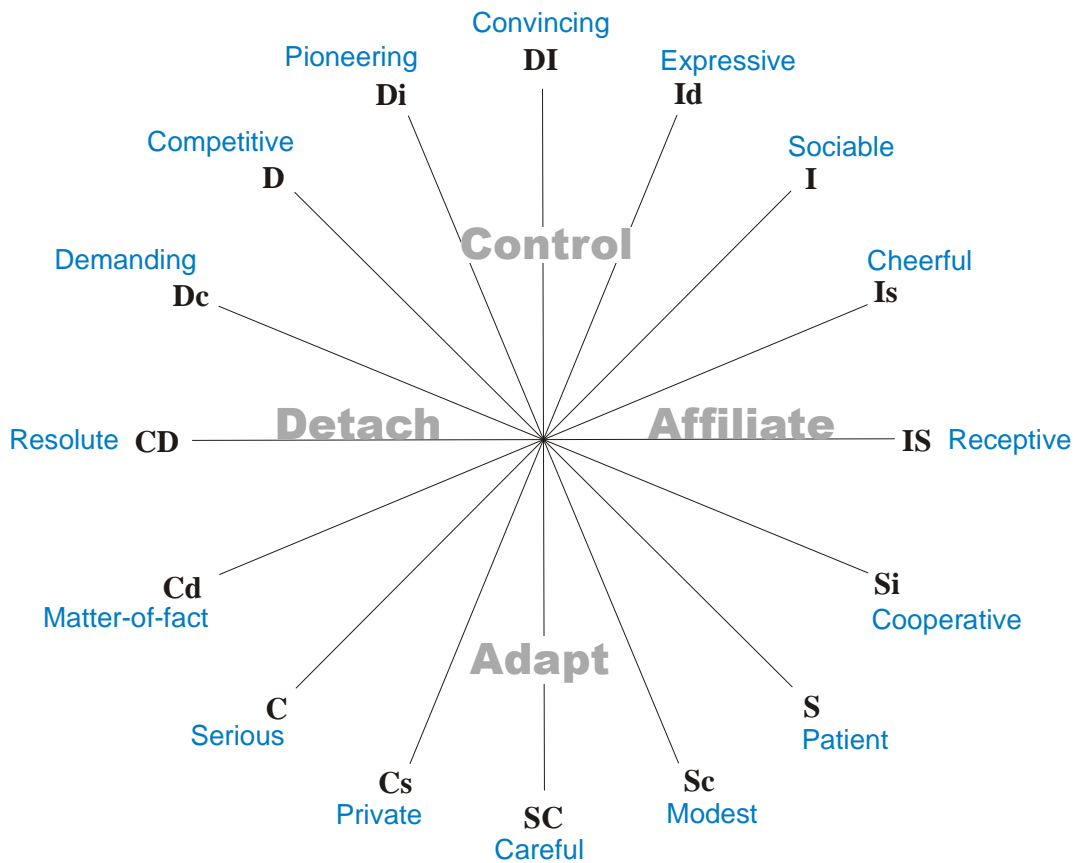 Convincing
DI
Pioneering
Di
Expressive
Id
Competitive
D
Sociable
I
Control
Demanding
Dc
Cheerful
Is
Detach
Affiliate
Resolute CD
IS Receptive
Cd
Matter-of-fact
Si
Cooperative
Adapt
C
Serious
S
Patient
Cs
Private
Sc
Modest
SC
Careful